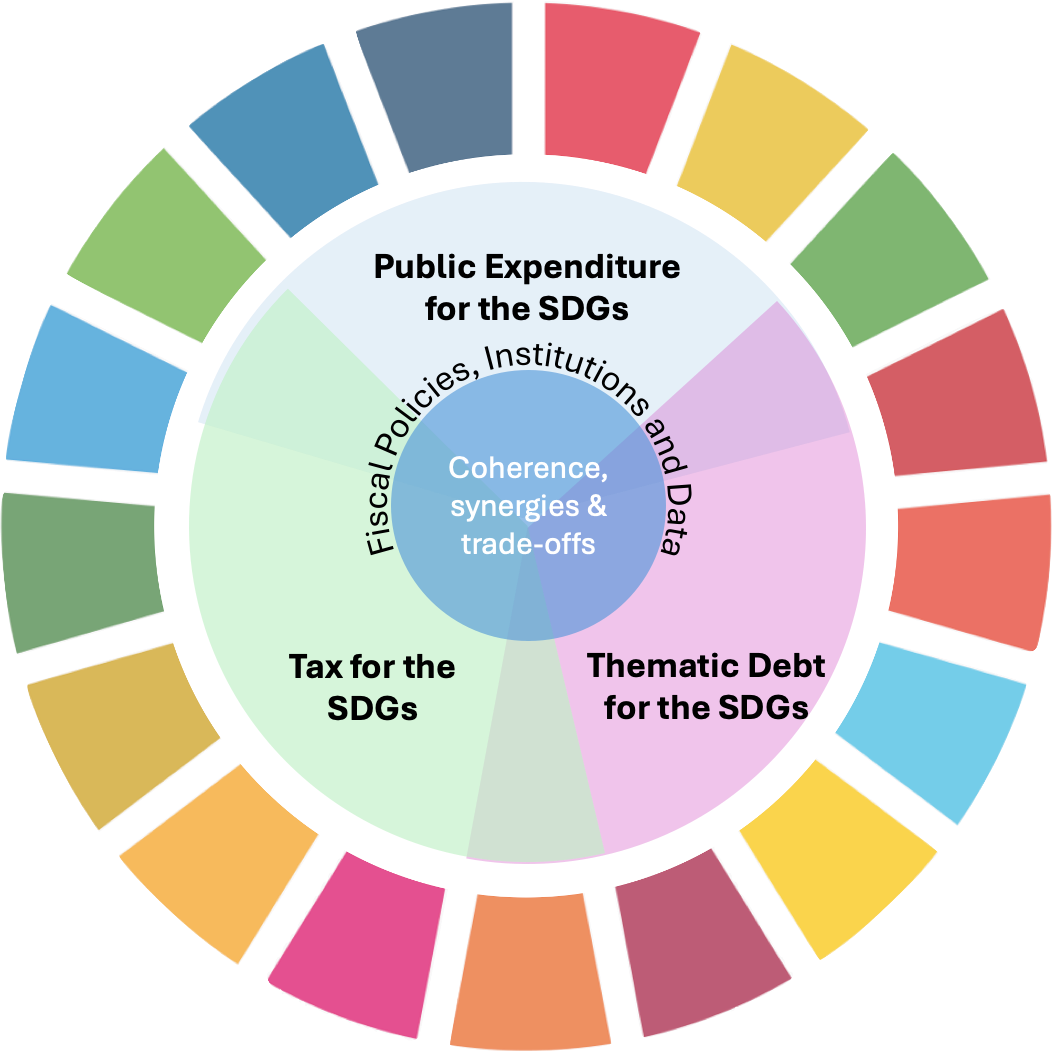 Public Expenditure
for the SDGs
Fiscal Policies, Institutions and Data
Coherence,
synergies &
trade-offs
Tax for the
SDGs
Thematic Debt
for the SDGs